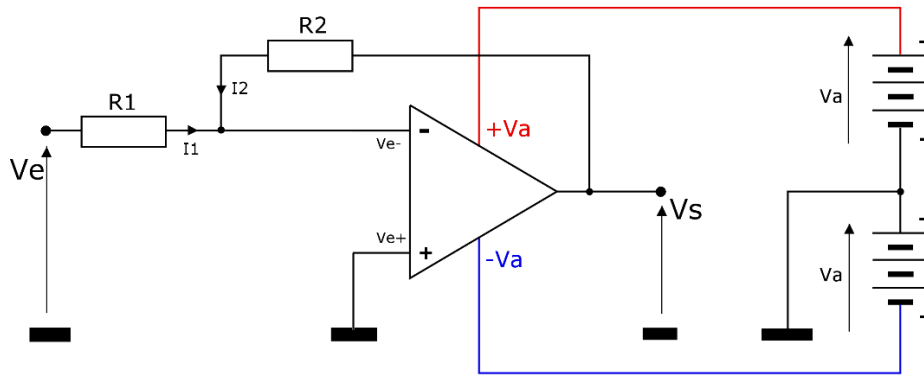 R2
I2
R1
I1
Ve
Ve-
-
+Va
Ve+
+
-Va
Vs
Va
Va